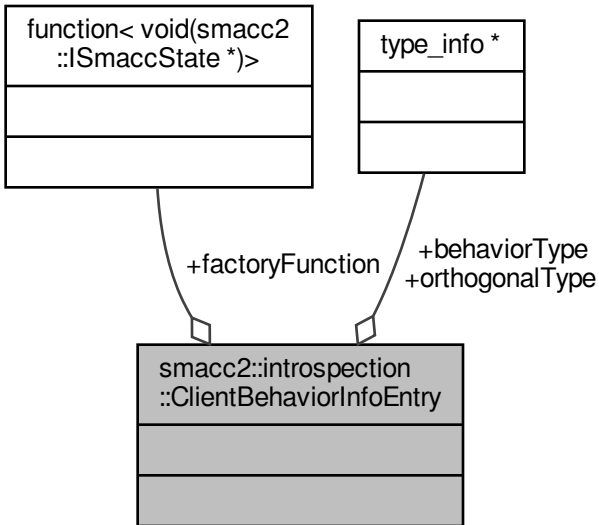 function< void(smacc2
::ISmaccState *)>
type_info *
+factoryFunction
+behaviorType
+orthogonalType
smacc2::introspection
::ClientBehaviorInfoEntry